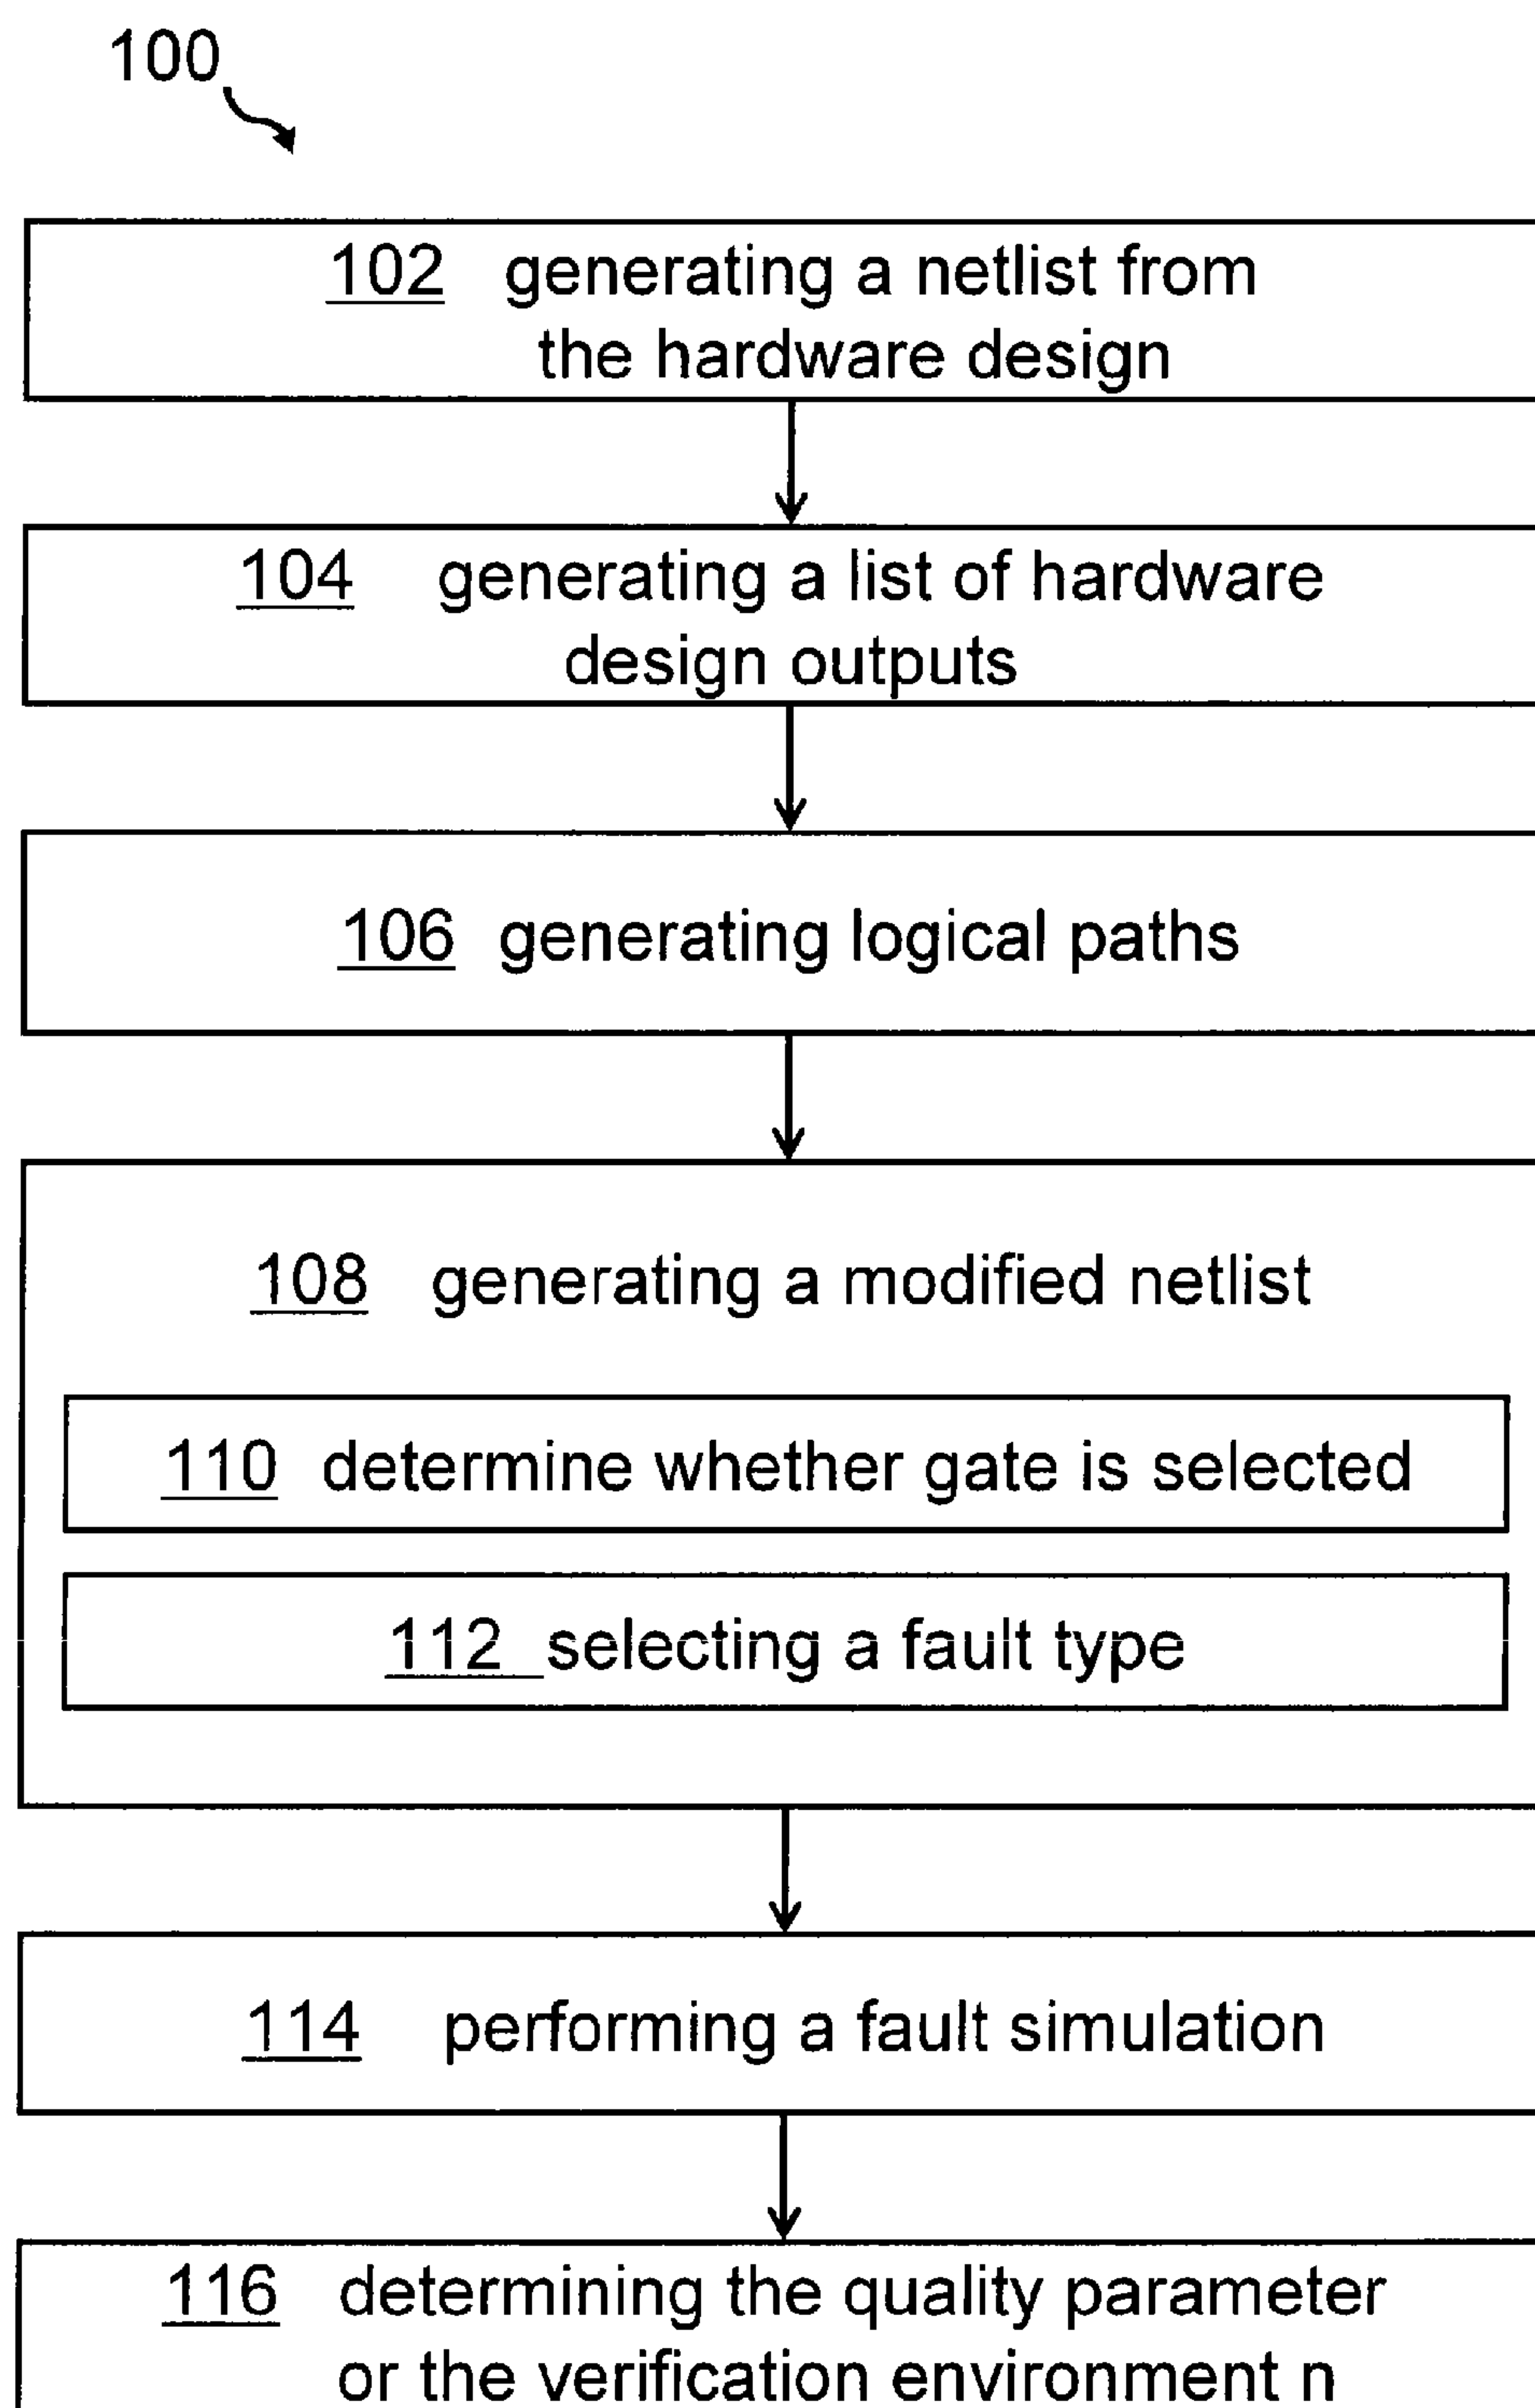 100
102 generating a netlist from
the hardware design
104 generating a list of hardware
design outputs
106 generating logical paths
108 generating a modified netlist
110 determine whether gate is selected
112 selecting a fault type
114 performing a fault simulation
116 determining the quality parameter
or the verification environment n